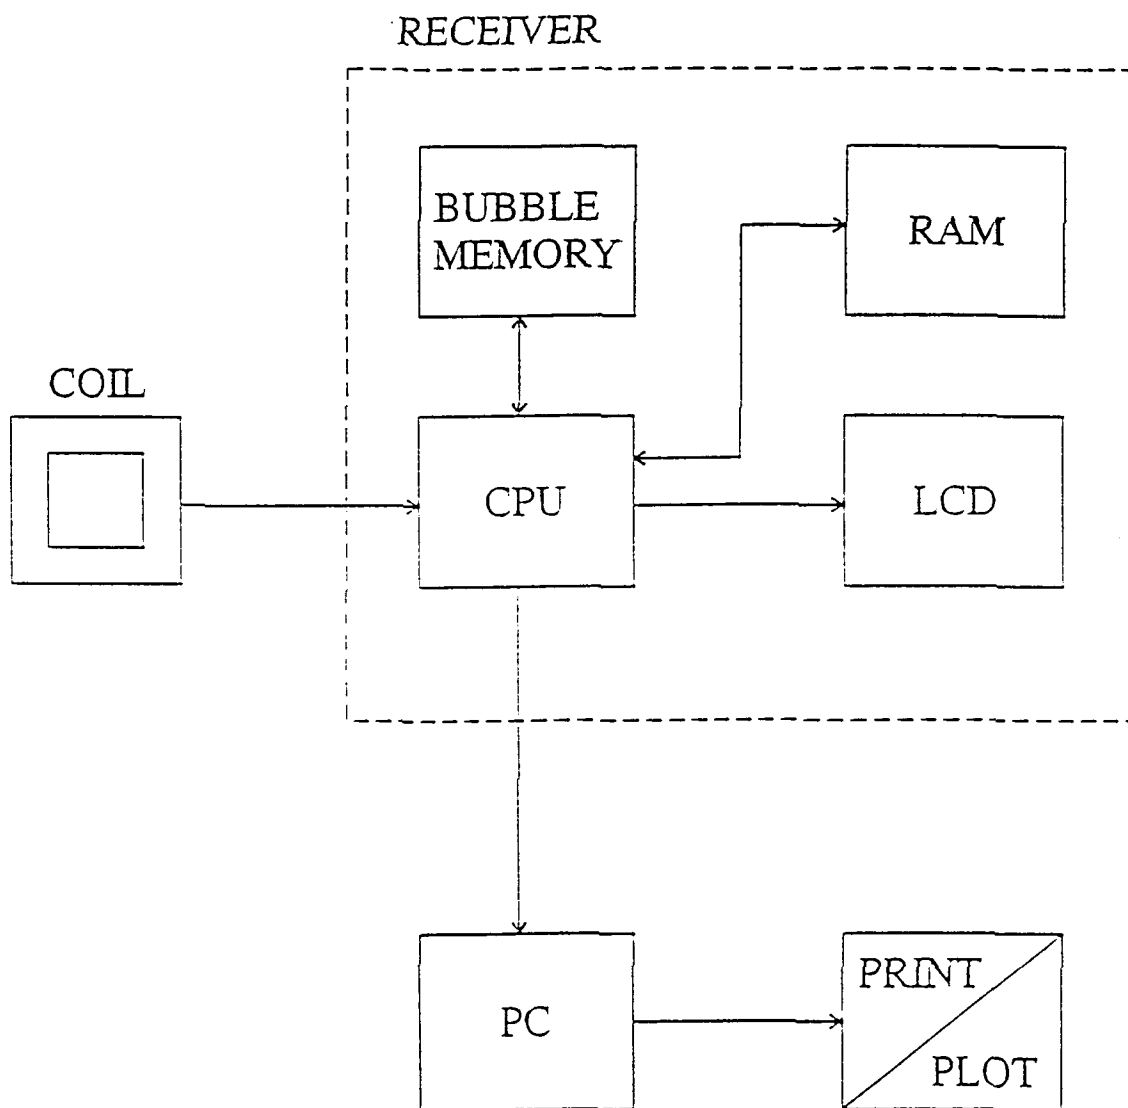 RECEIVER
BUBBLE
MEMORY
RAM
COIL
CPU
LCD
PC
PRINT
PLOT